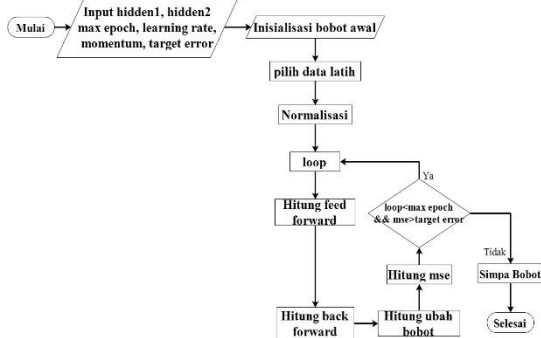 Mulai
Input hidden1, hidden2
max epoch, learning rate,
momentum, target error
Inisialisasi bobot awal
pilih data latih
Normalisasi
loop
Hitung feed
forward
Hitung back
forward
Hitung ubah
bobot
Hitung mse
loop<max epoch
&& mse>target error
Ya
Tidak
Simpa Bobot
Selesai